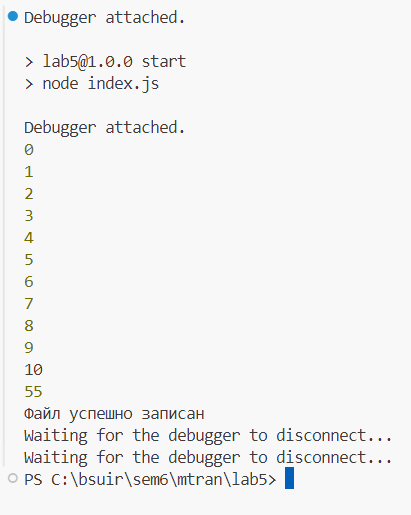 Debugger attached.
> lab5@1.0.0 start
> node index.js
Debugger attached.
0
1
2
3
4
5
6
7
8
9
10
55
Файл успешно записан
Waiting for the debugger to disconnect...
Waiting for the debugger to disconnect...
PS C:\bsuir\sem6\mtran\lab5>